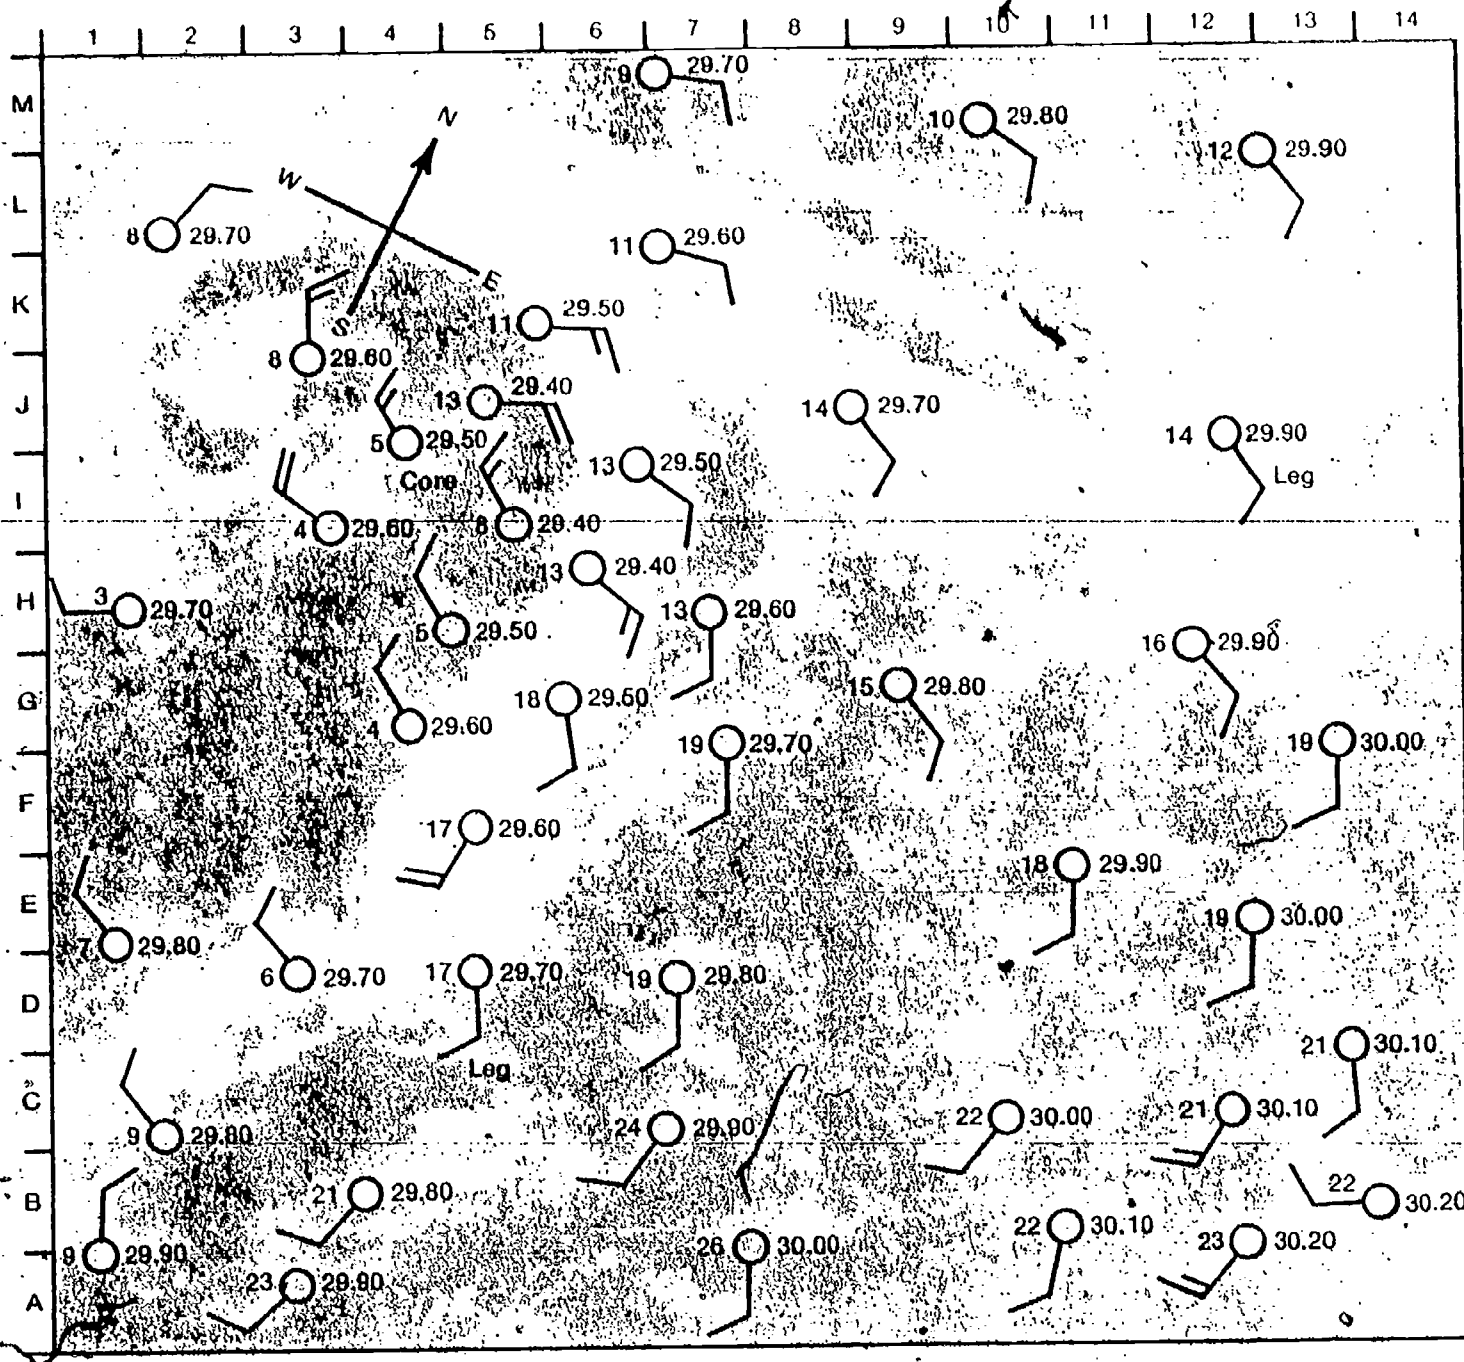 1 2 3 4 5 6 7 8 9 10 11 12 13 14
M 9 29.70
N 10 29.80
12 29.90
W
L 8 29.70 11 29.60
E
K 11 29.50
S
8 29.60
J 13 29.40 14 29.70
5 29.50 14 29.90
13 29.50 Leg
Core
I 4 29.60 8 29.40
13 29.40
H 3 29.70 13 29.60
5 29.50 16 29.90
G 18 29.50 15 29.80
4 29.60 19 29.70 19 30.00
F 17 29.60
18 29.90
E 19 30.00
7 29.80
6 29.70 17 29.70 19 29.80
D
21 30.10
Leg
C 22 30.00 21 30.10
9 29.80 24 29.90
B 21 29.80 22 30.20
22 30.10
9 29.90 26 30.00 23 30.20
23 29.90
A